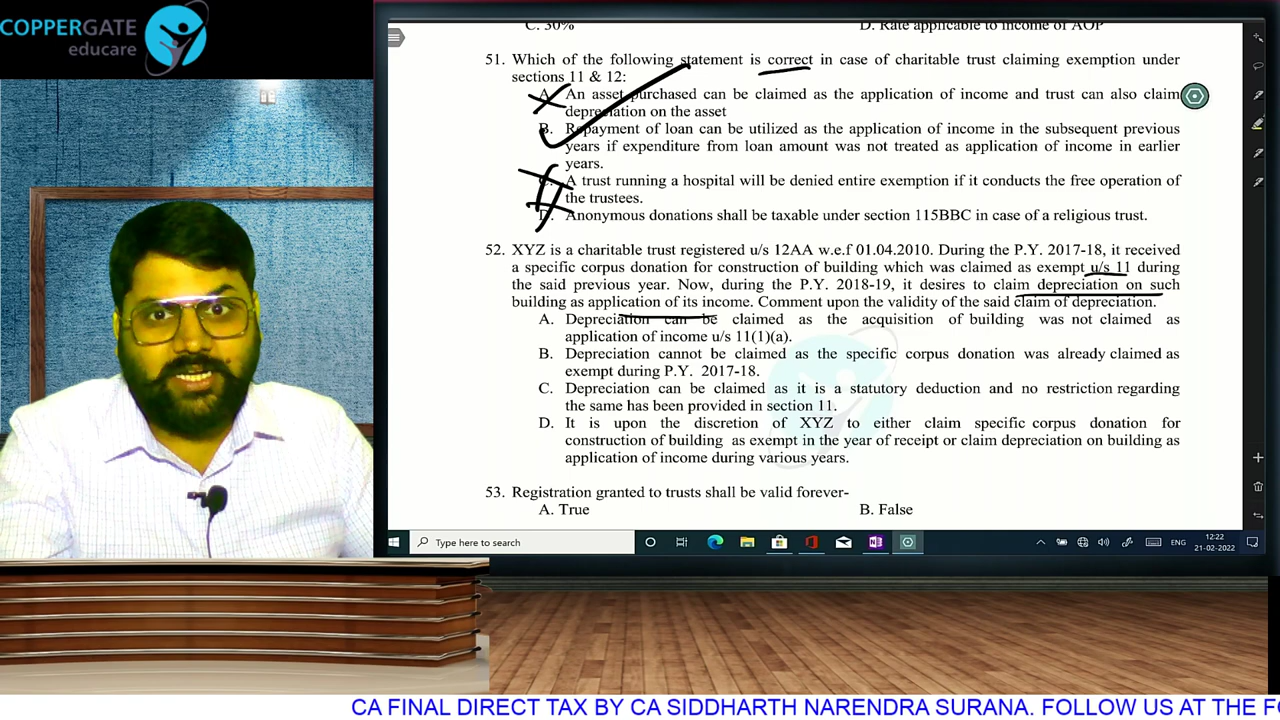 COPPERGATE
educare
C. 30%
D. Rate applicable to income of AOP
51. Which of the following statement is correct in case of charitable trust claiming exemption under
sections 11 & 12:
A. An asset purchased can be claimed as the application of income and trust can also claim
depreciation on the asset
B. Repayment of loan can be utilized as the application of income in the subsequent previous
years if expenditure from loan amount was not treated as application of income in earlier
years.
C. A trust running a hospital will be denied entire exemption if it conducts the free operation of
the trustees.
D. Anonymous donations shall be taxable under section 115BBC in case of a religious trust.
52. XYZ is a charitable trust registered u/s 12AA w.e.f 01.04.2010. During the P.Y. 2017-18, it received
a specific corpus donation for construction of building which was claimed as exempt u/s 11 during
the said previous year. Now, during the P.Y. 2018-19, it desires to claim depreciation on such
building as application of its income. Comment upon the validity of the said claim of depreciation.
A. Depreciation can be claimed as the acquisition of building was not claimed as
application of income u/s 11(1)(a).
B. Depreciation cannot be claimed as the specific corpus donation was already claimed as
exempt during P.Y. 2017-18.
C. Depreciation can be claimed as it is a statutory deduction and no restriction regarding
the same has been provided in section 11.
D. It is upon the discretion of XYZ to either claim specific corpus donation for
construction of building as exempt in the year of receipt or claim depreciation on building as
application of income during various years.
53. Registration granted to trusts shall be valid forever-
A. True
B. False
Type here to search
ENG
12:22
21-02-2022
CA FINAL DIRECT TAX BY CA SIDDHARTH NARENDRA SURANA. FOLLOW US AT THE FO